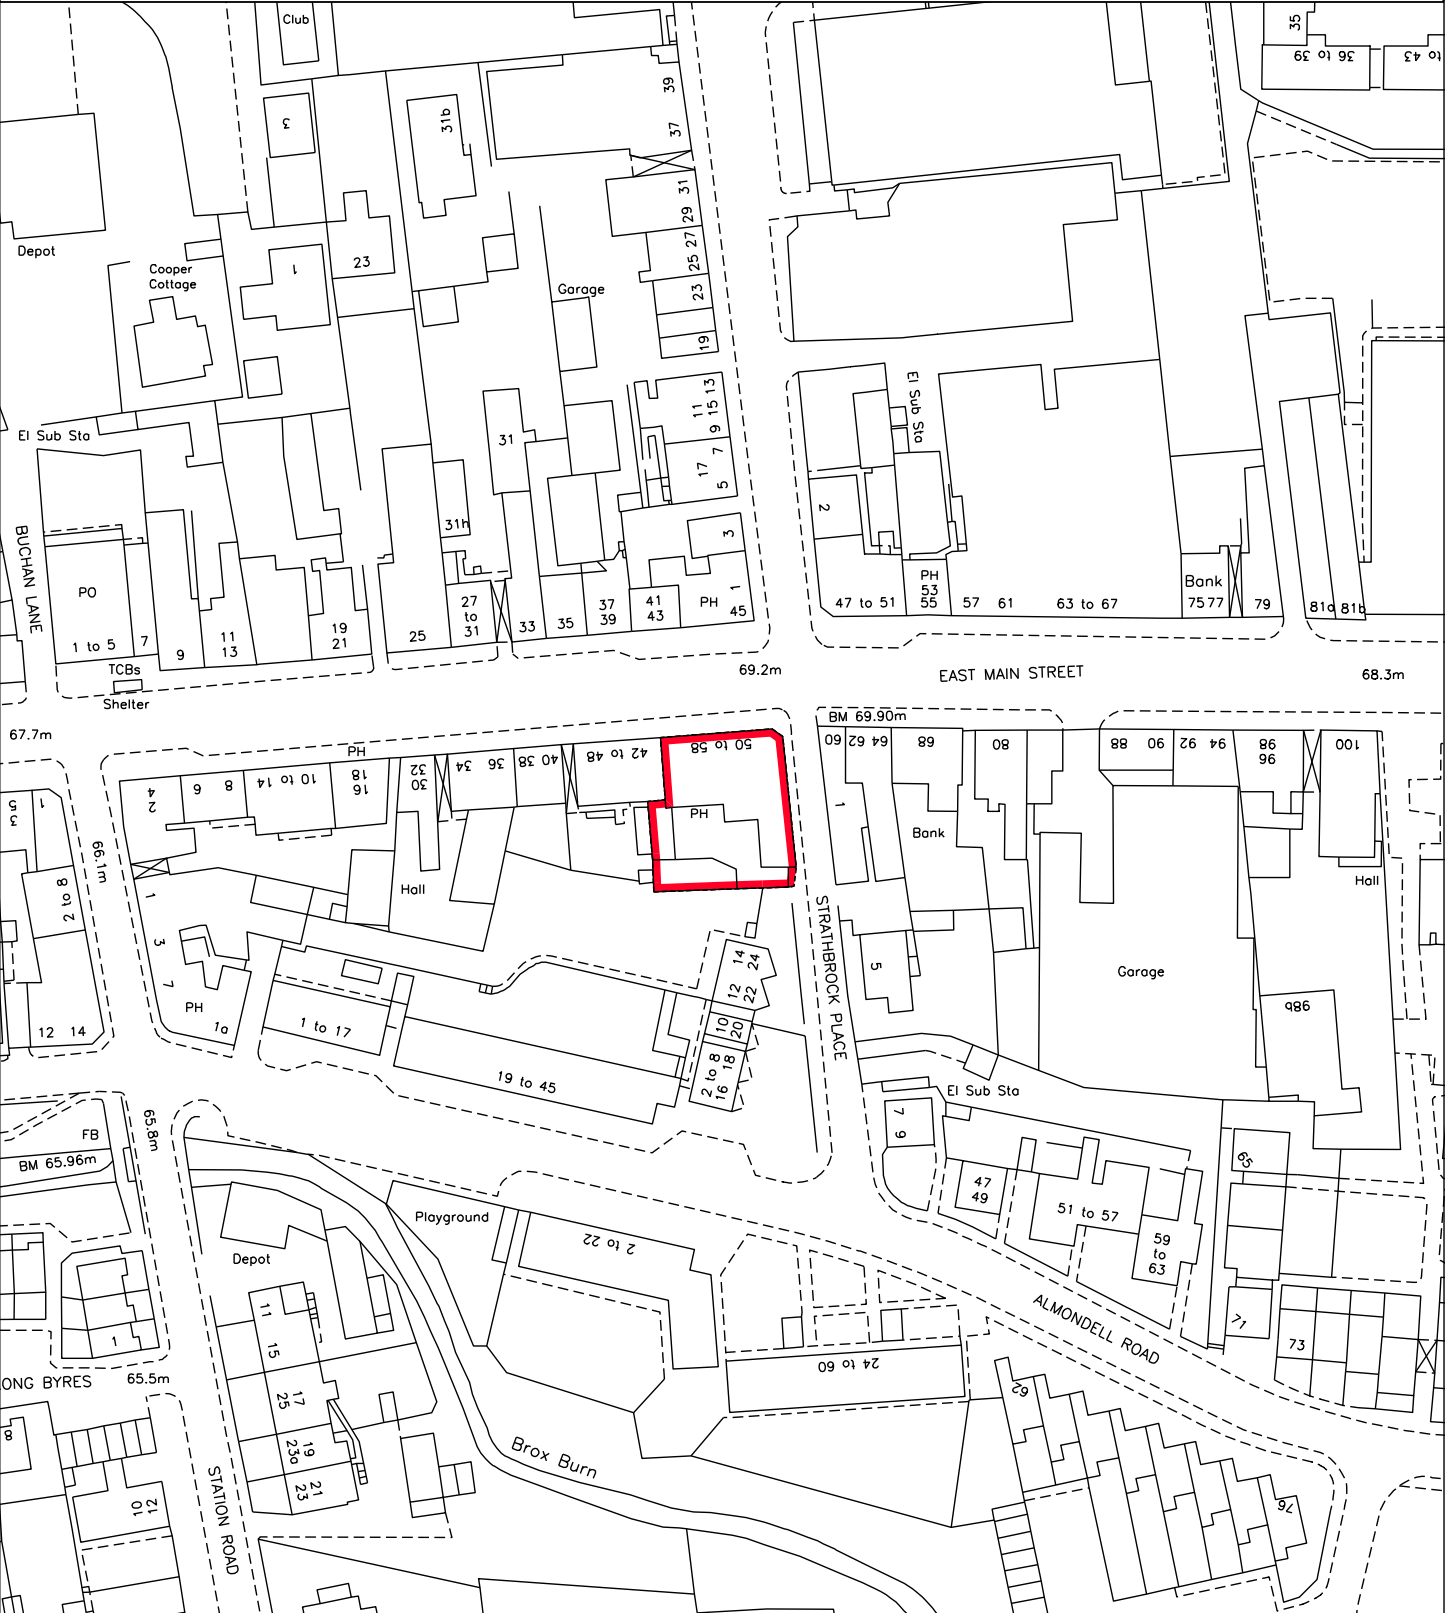 Club
35
36 to 39
to 43
39
3
31b
37
31
29
Depot
27
Cooper
Cottage
1
23
25
Garage
23
19
El Sub Sta
13
15
11
9
El Sub Sta
31
7
17
5
2
BUCHAN LANE
31h
3
PO
1 to 5
7
9
11
13
19
21
25
27
to
31
33
35
37
39
41
43
PH
1
45
47 to 51
PH
53
55
57
61
63 to 67
Bank
75 77
79
81a
81b
TCBs
Shelter
69.2m
EAST MAIN STREET
68.3m
67.7m
BM 69.90m
PH
2
4
6
8
10 to 14
16
18
30
32
34
36
38
40
42 to 48
50 to 58
60
62
64
68
80
88
90
92
94
96
98
100
1
3
5
66.1m
PH
1
Bank
Hall
Hall
2 to 8
1
3
7
PH
1a
STRATHBROCK PLACE
14
24
12
22
5
Garage
98b
12
14
1 to 17
10
20
2 to 8
16
18
19 to 45
El Sub Sta
7
9
FB
65.8m
BM 65.96m
65
47
49
51 to 57
59
to
63
Playground
2 to 22
Depot
11
15
1
71
73
ALMONDELL ROAD
24 to 60
ONG BYRES
65.5m
17
25
62
8
19
23a
Brox Burn
21
23
STATION ROAD
10
12
76